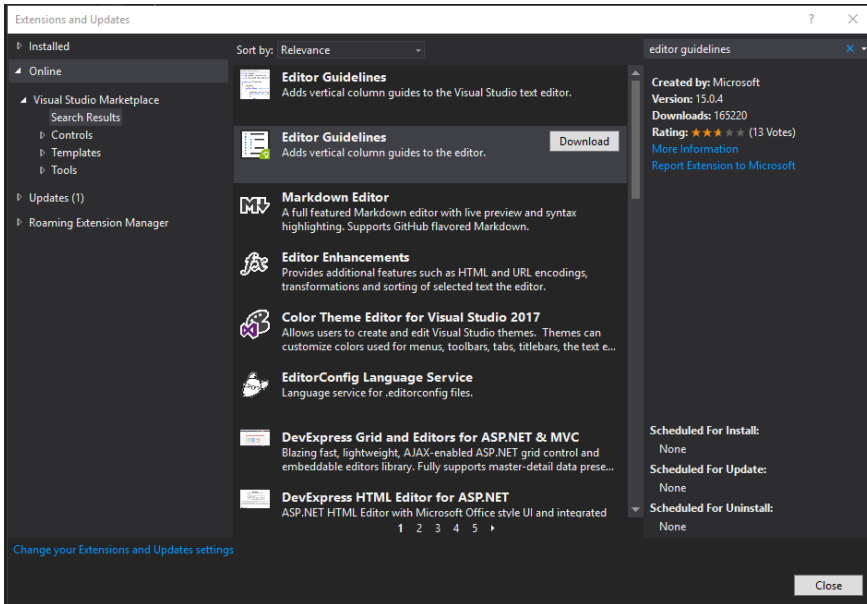 Extensions and Updates
? ×
Installed
Online
Visual Studio Marketplace
Search Results
Controls
Templates
Tools
Updates (1)
Roaming Extension Manager
Sort by: Relevance
Editor Guidelines
Adds vertical column guides to the Visual Studio text editor.
Editor Guidelines
Adds vertical column guides to the editor.
Download
Markdown Editor
A full featured Markdown editor with live preview and syntax
highlighting. Supports GitHub flavored Markdown.
Editor Enhancements
Provides additional features such as HTML and URL encodings,
transformations and sorting of selected text the editor.
Color Theme Editor for Visual Studio 2017
Allows users to create and edit Visual Studio themes. Themes can
customize colors used for menus, toolbars, tabs, titlebars, the text e...
EditorConfig Language Service
Language service for .editorconfig files.
DevExpress Grid and Editors for ASP.NET & MVC
Blazing fast, lightweight, AJAX-enabled ASP.NET grid control and
embeddable editors library. Fully supports master-detail data prese...
DevExpress HTML Editor for ASP.NET
ASP.NET HTML Editor with Microsoft Office style UI and integrated
1 2 3 4 5
editor guidelines
Created by: Microsoft
Version: 15.0.4
Downloads: 165220
Rating: (13 Votes)
More Information
Report Extension to Microsoft
Scheduled For Install:
None
Scheduled For Update:
None
Scheduled For Uninstall:
None
Change your Extensions and Updates settings
Close